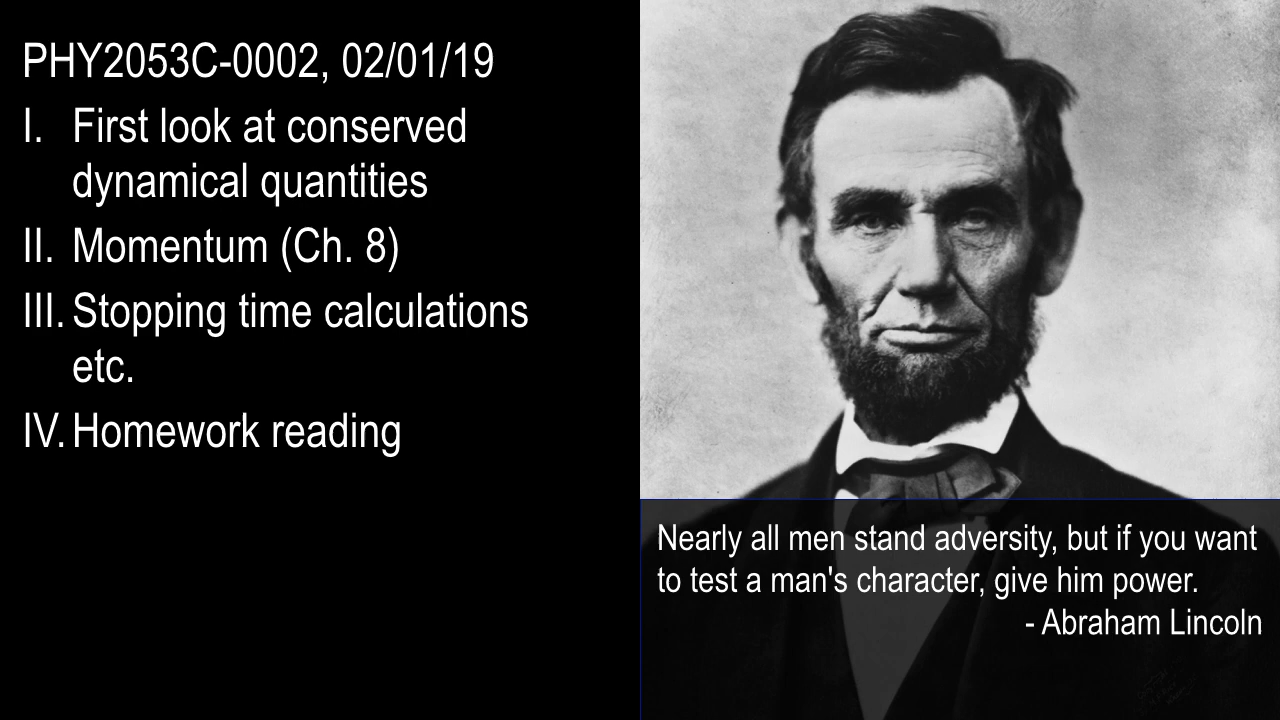 PHY2053C-0002, 02/01/19
I. First look at conserved
dynamical quantities
II. Momentum (Ch. 8)
III. Stopping time calculations
etc.
IV. Homework reading
Nearly all men stand adversity, but if you want
to test a man's character, give him power.
- Abraham Lincoln